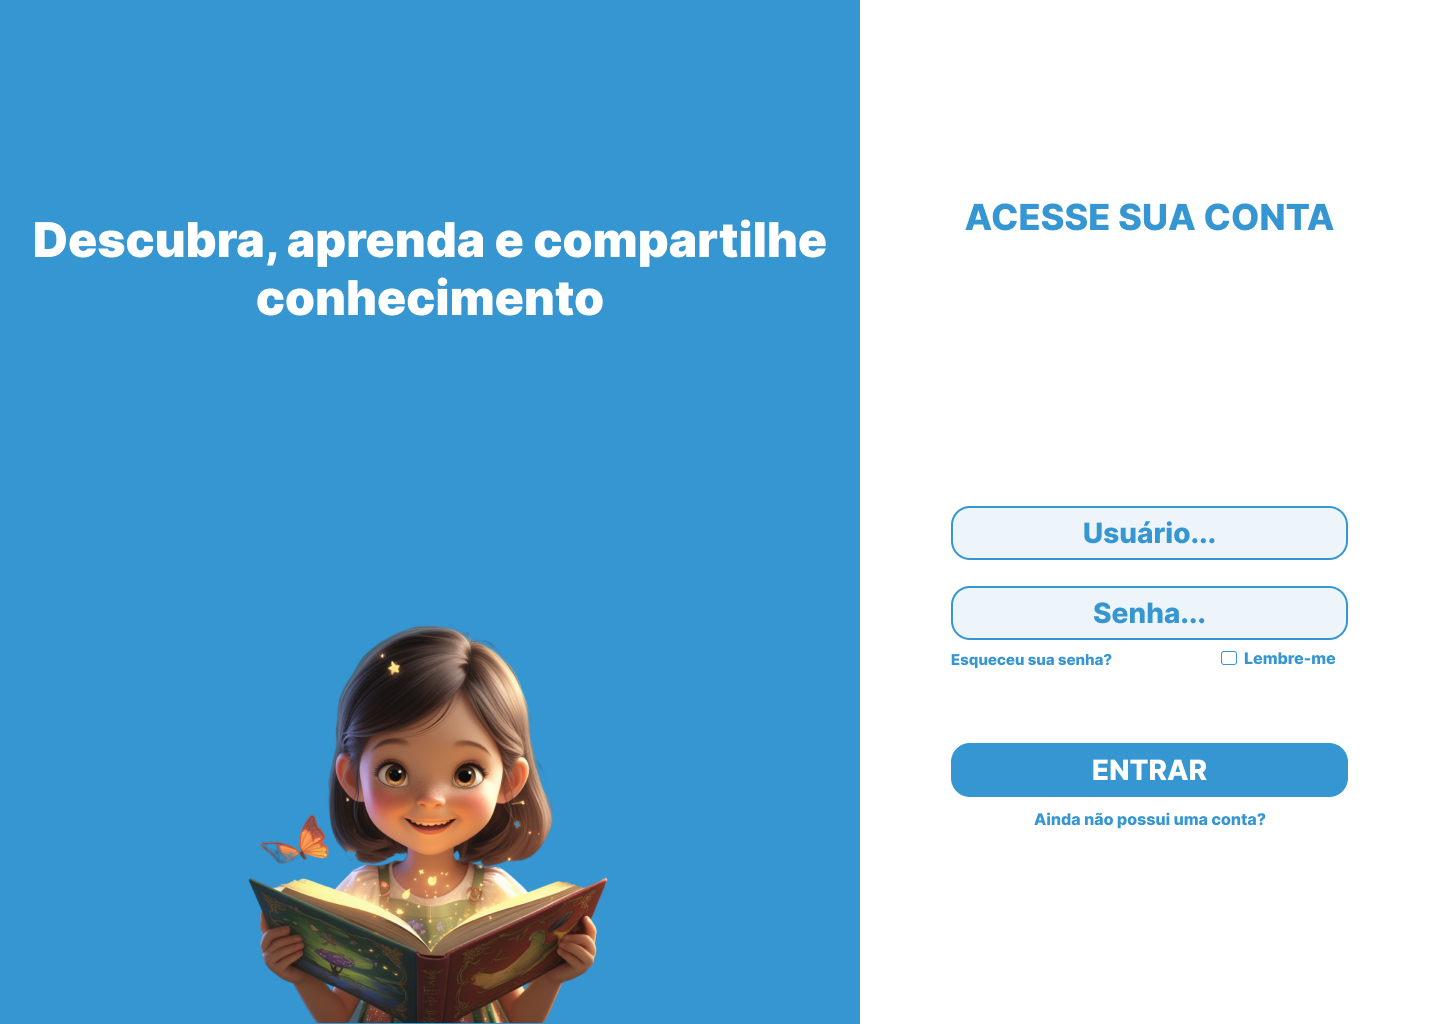 Descubra, aprenda e compartilhe
conhecimento
ACESSE SUA CONTA
Usuário...
Senha...
Esqueceu sua senha?
Lembre-me
ENTRAR
Ainda não possui uma conta?